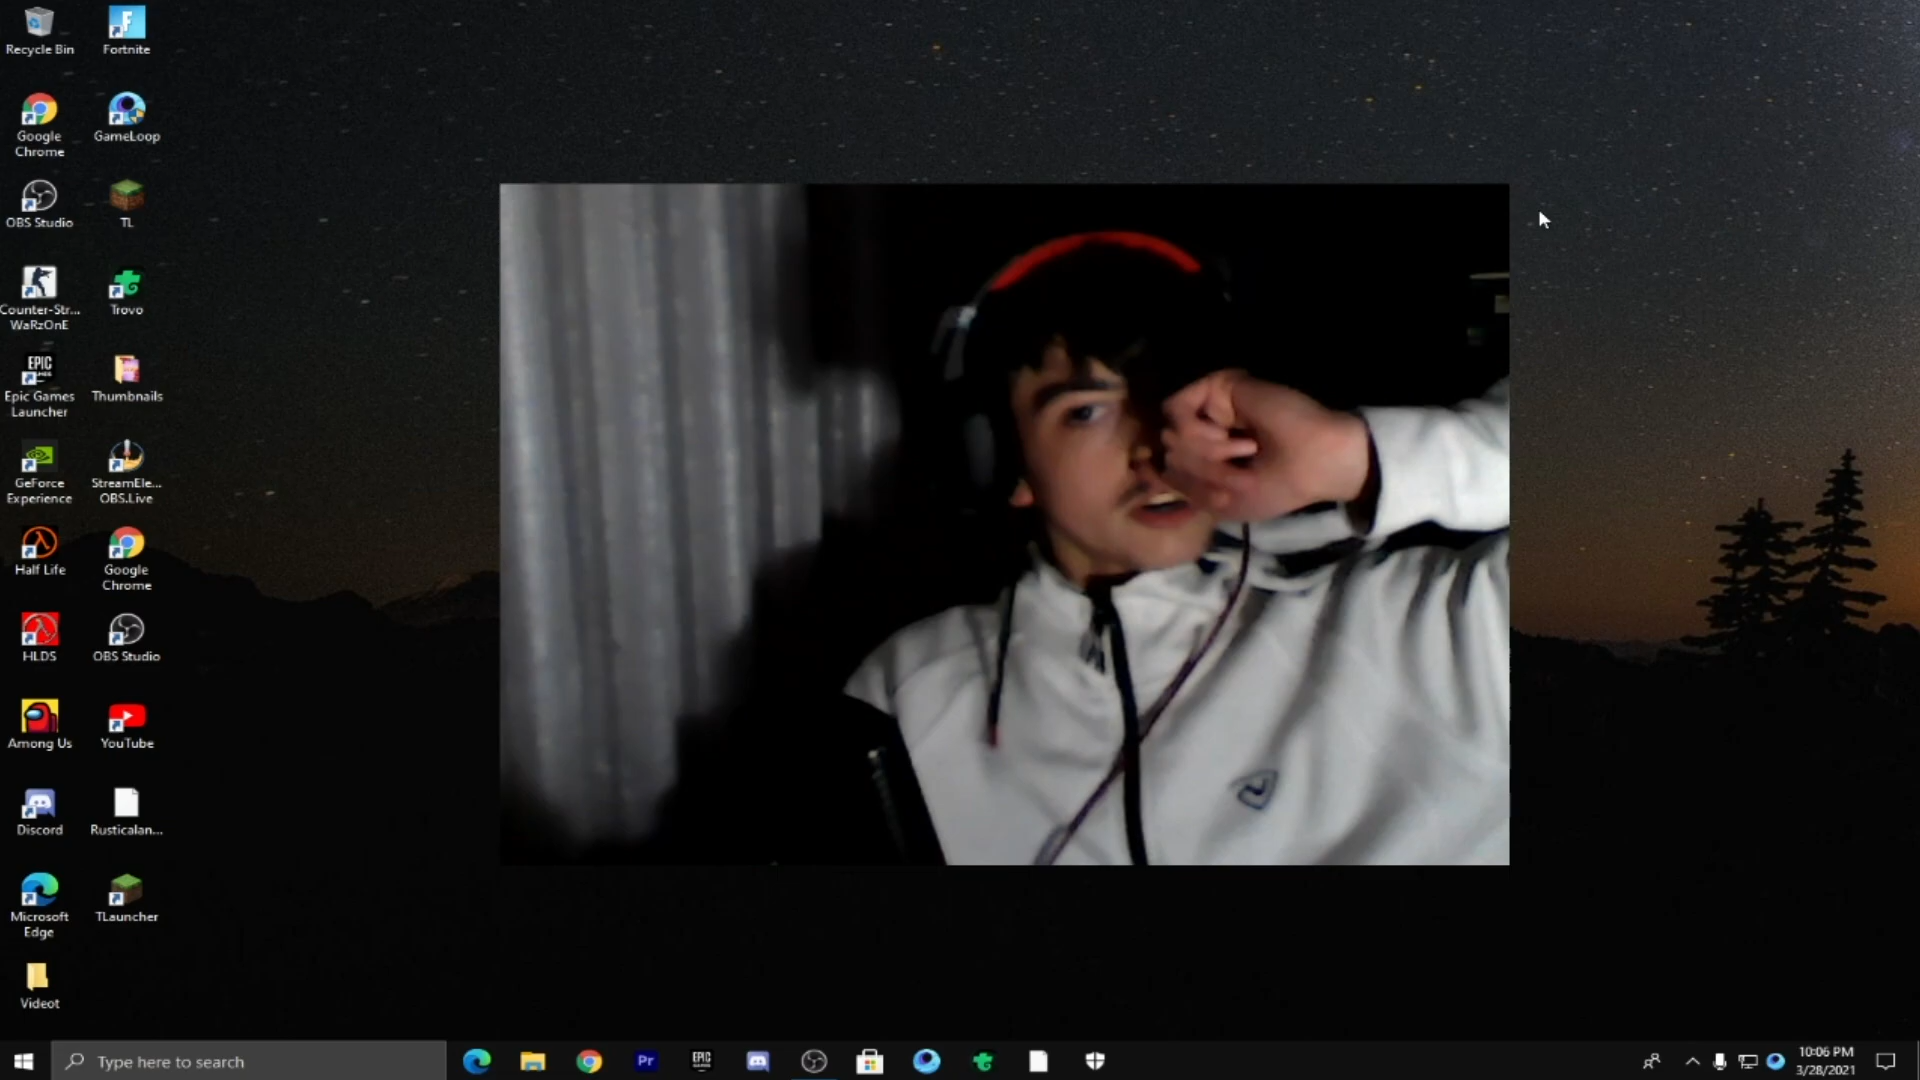 Recycle Bin
Fortnite
Google
Chrome
GameLoop
OBS Studio
TL
Counter-Str...
WaRzOnE
Trovo
EPIC
GAMES
Epic Games
Launcher
Thumbnails
GeForce
Experience
StreamEle...
OBS.Live
Half Life
Google
Chrome
HLDS
OBS Studio
Among Us
YouTube
Discord
Rusticalan...
Microsoft
Edge
TLauncher
Videot
Type here to search
Pr
EPIC
GAMES
10:06 PM
3/28/2021